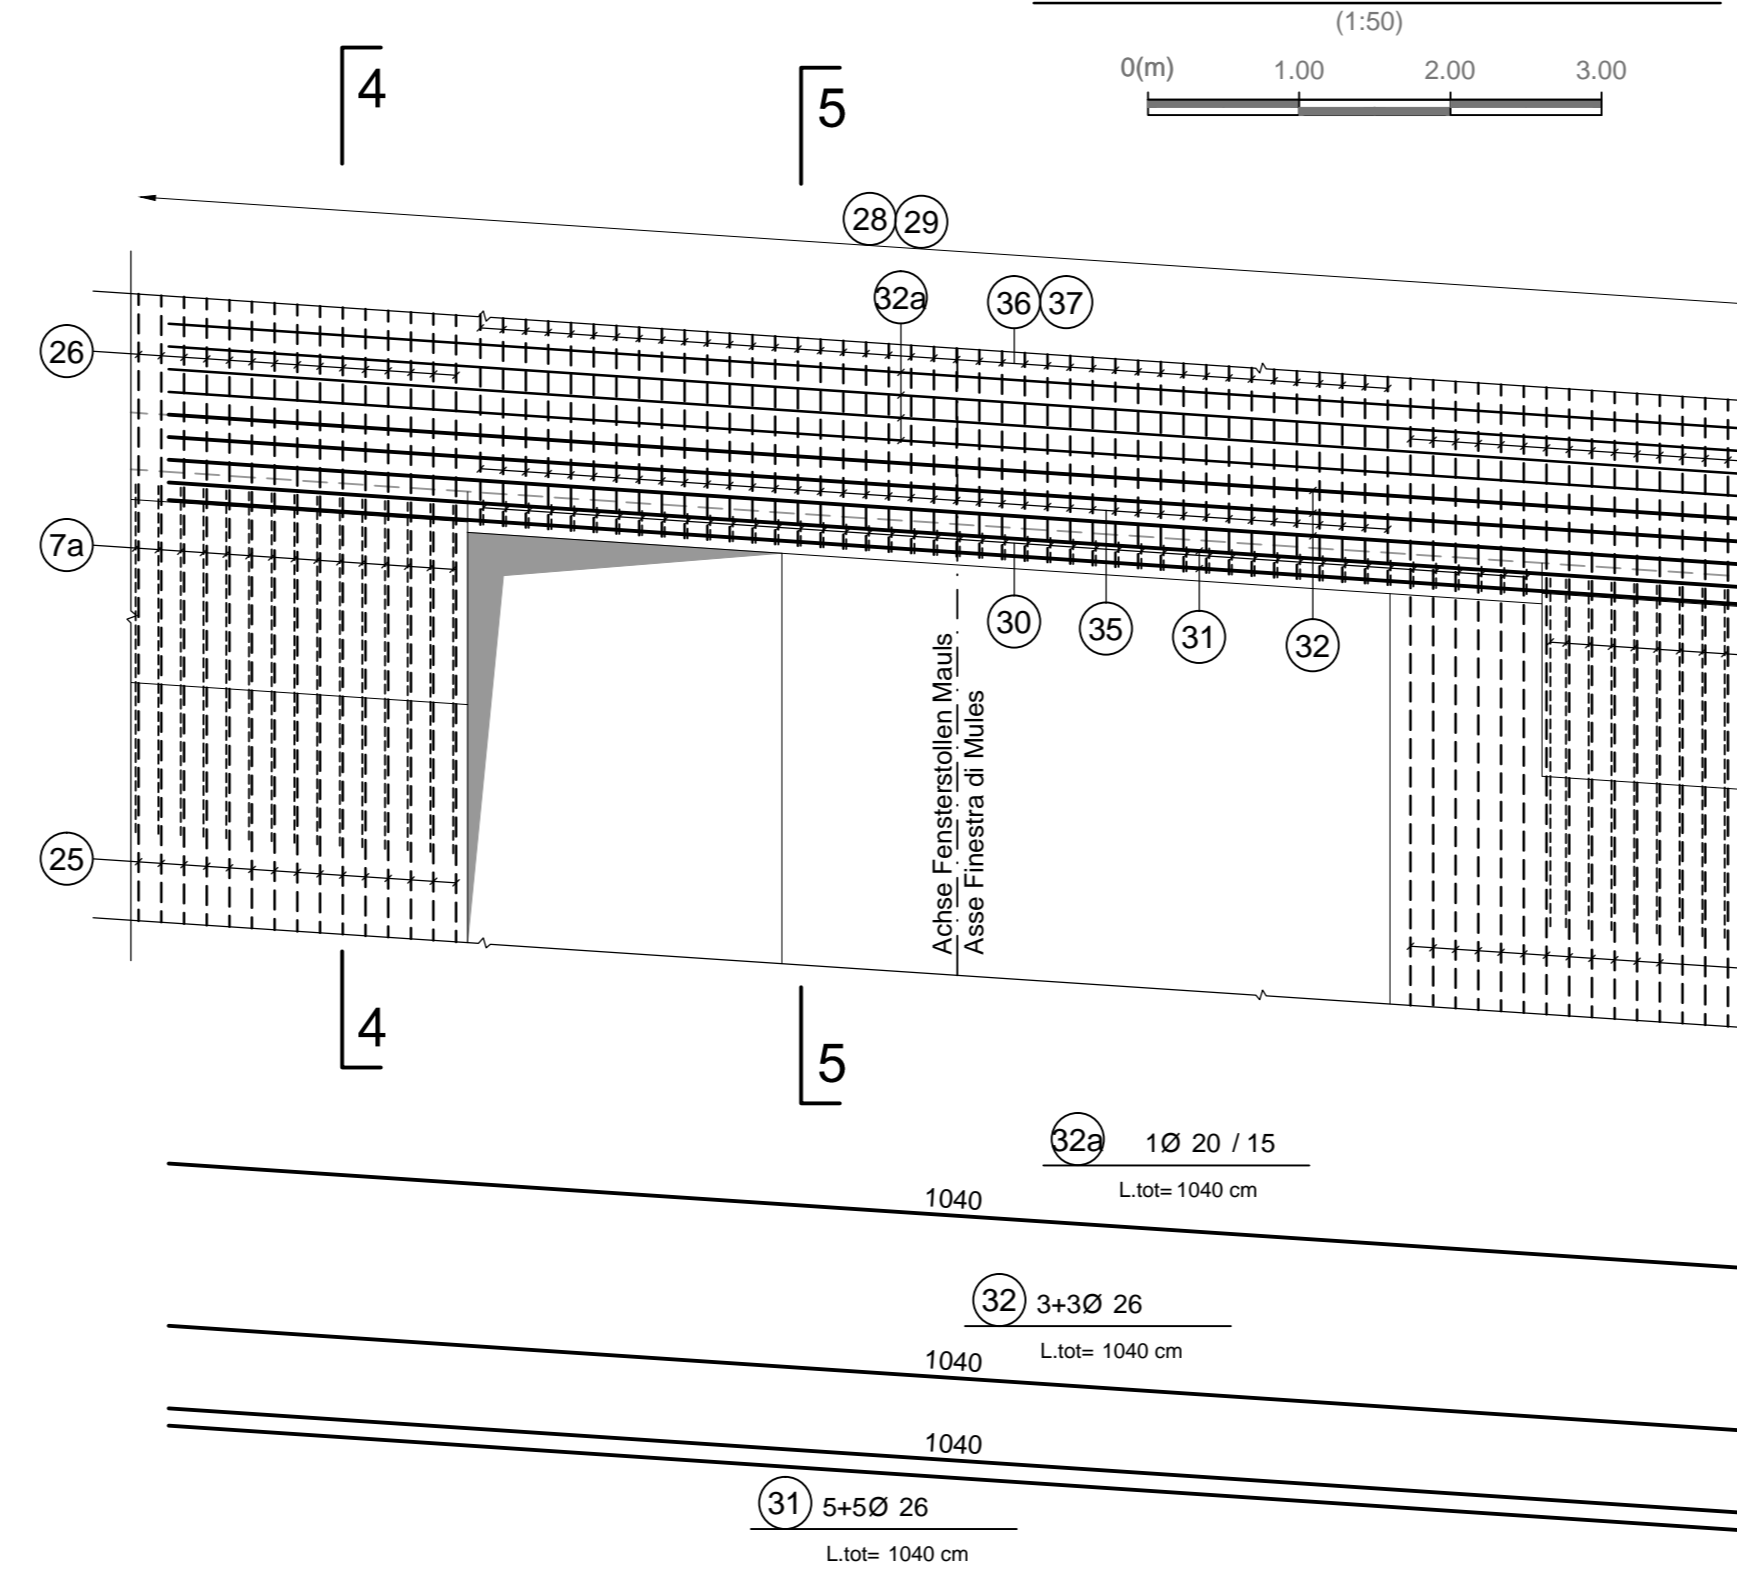 (1:50)
0(m) 1.00 2.00 3.00
4
5
28 29
32a 36 37
26
7a
30 35 31 32
Achse Fensterstollen Mauls
Asse Finestra di Mules
25
4
5
32a 1Ø 20 / 15
L.tot= 1040 cm
1040
32 3+3Ø 26
L.tot= 1040 cm
1040
1040
31 5+5Ø 26
L.tot= 1040 cm